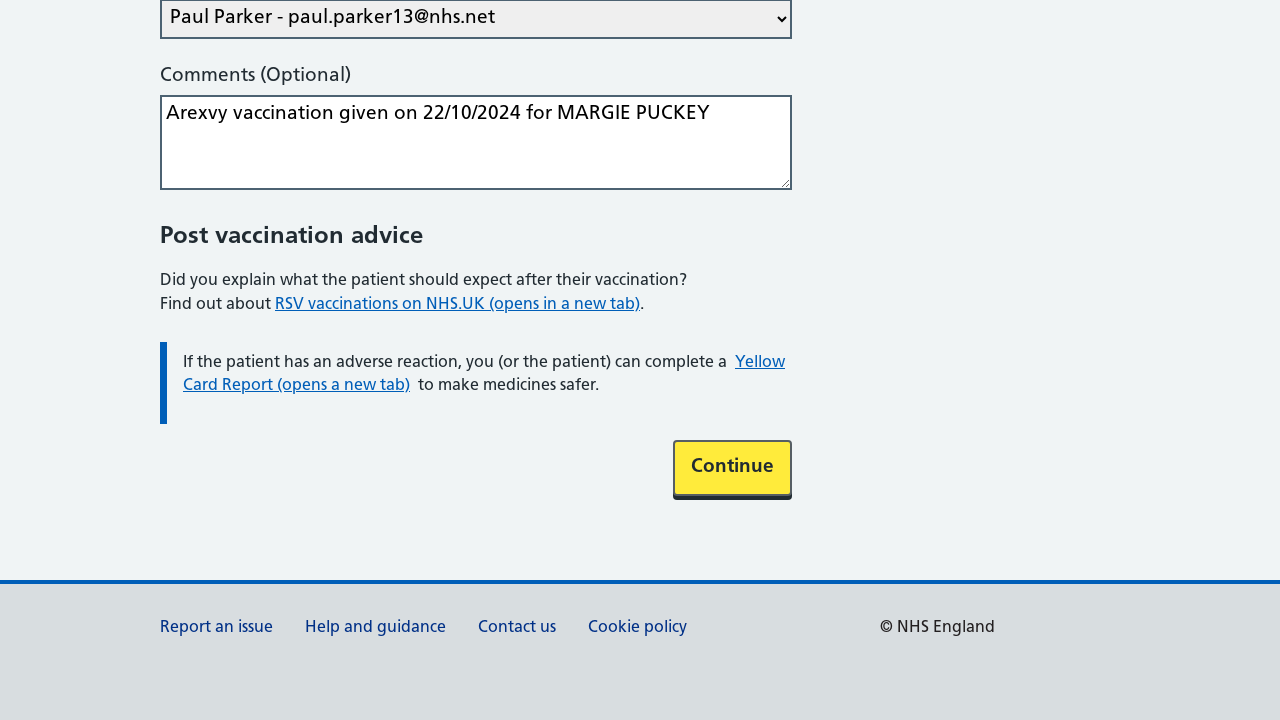 Paul Parker - paul.parker13@nhs.net
Comments (Optional)
Arexvy vaccination given on 22/10/2024 for MARGIE PUCKEY
Post vaccination advice
Did you explain what the patient should expect after their vaccination?
Find out about RSV vaccinations on NHS.UK (opens in a new tab).
If the patient has an adverse reaction, you (or the patient) can complete a Yellow
Card Report (opens a new tab) to make medicines safer.
Continue
Report an issue Help and guidance Contact us Cookie policy © NHS England